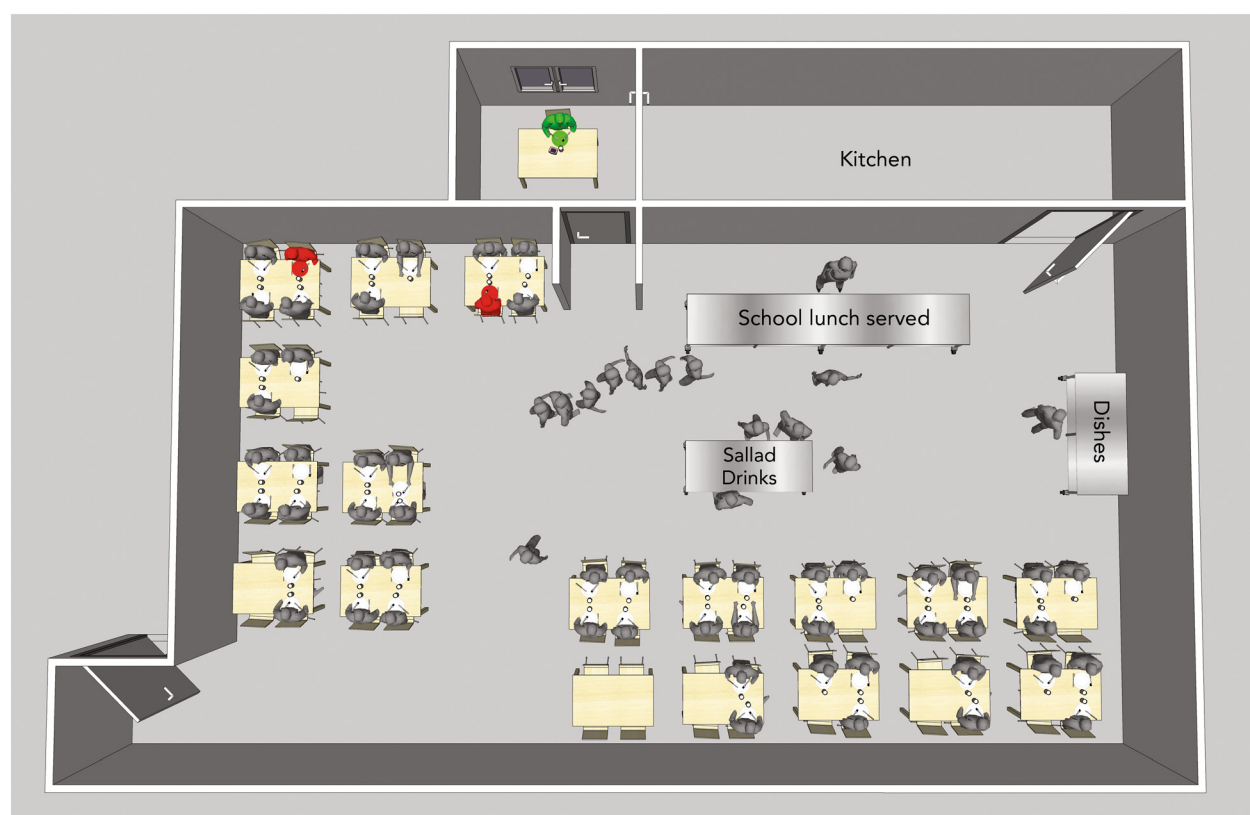 Kitchen
School lunch served
Sallad
Drinks
Dishes